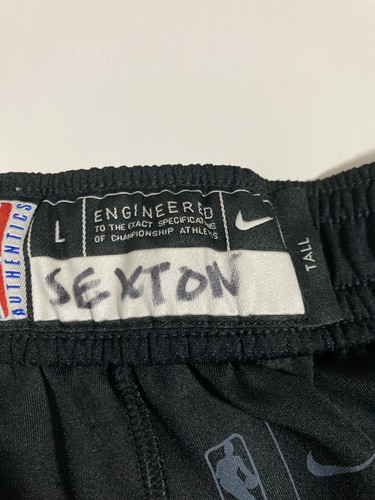 AUTHENTICS
L
ENGINEERED
TO THE EXACT SPECIFICATIONS
OF CHAMPIONSHIP ATHLETES
TALL
SEXTON